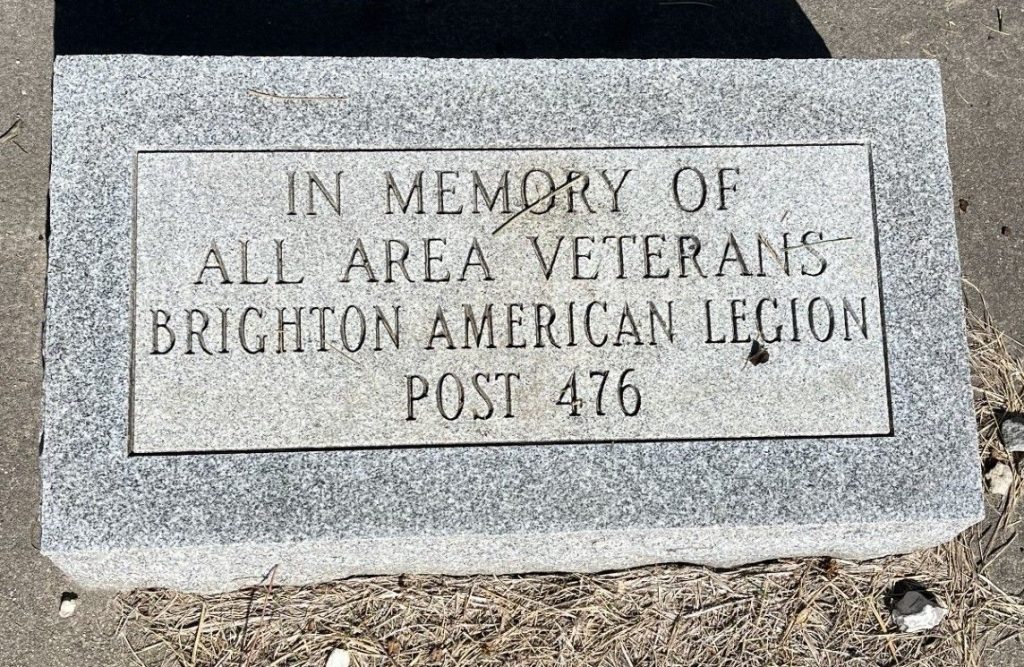 IN MEMORY OF
ALL AREA VETERANS
BRIGHTON AMERICAN LEGION
POST 476